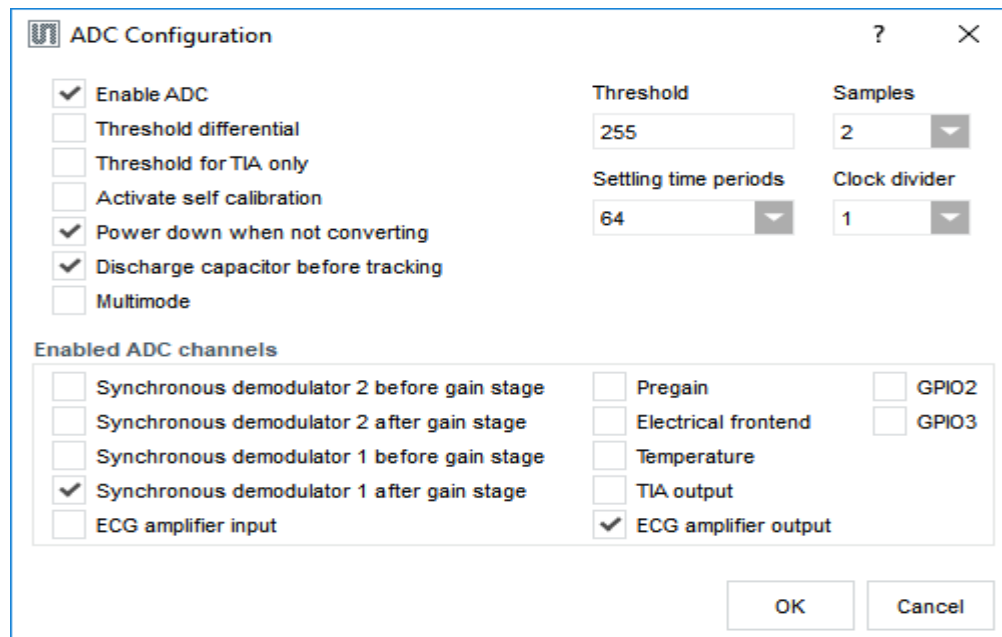 ADC Configuration ?
Enable ADC
Threshold differential
Threshold for TIA only
Activate self calibration
Power down when not converting
Discharge capacitor before tracking
Multimode
Threshold Samples
255 2
Settling time periods Clock divider
64 1
Enabled ADC channels
Synchronous demodulator 2 before gain stage
Synchronous demodulator 2 after gain stage
Synchronous demodulator 1 before gain stage
Synchronous demodulator 1 after gain stage
ECG amplifier input
Pregain
Electrical frontend
Temperature
TIA output
ECG amplifier output
GPIO2
GPIO3
OK Cancel